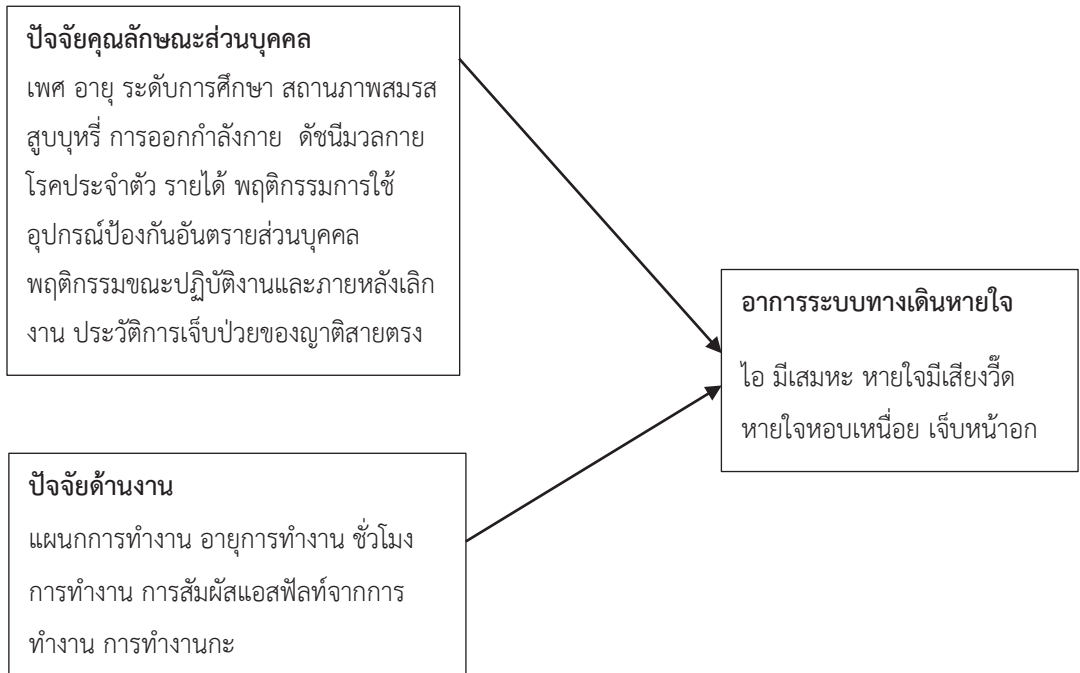 ปัจจัยคุณลักษณะส่วนบุคคล
เพศ อายุ ระดับการศึกษา สถานภาพสมรส
สูบบุหรี่ การออกกำลังกาย ดัชนีมวลกาย
โรคประจำตัว รายได้ พฤติกรรมการใช้
อุปกรณ์ป้องกันอันตรายส่วนบุคคล
พฤติกรรมขณะปฏิบัติงานและภายหลังเลิก
งาน ประวัติการเจ็บป่วยของญาติสายตรง
อาการระบบทางเดินหายใจ
ไอ มีเสมหะ หายใจมีเสียงวี๊ด
หายใจหอบเหนื่อย เจ็บหน้าอก
ปัจจัยด้านงาน
แผนกการทำงาน อายุการทำงาน ชั่วโมง
การทำงาน การสัมผัสแอสฟัลท์จากการ
ทำงาน การทำงานกะ